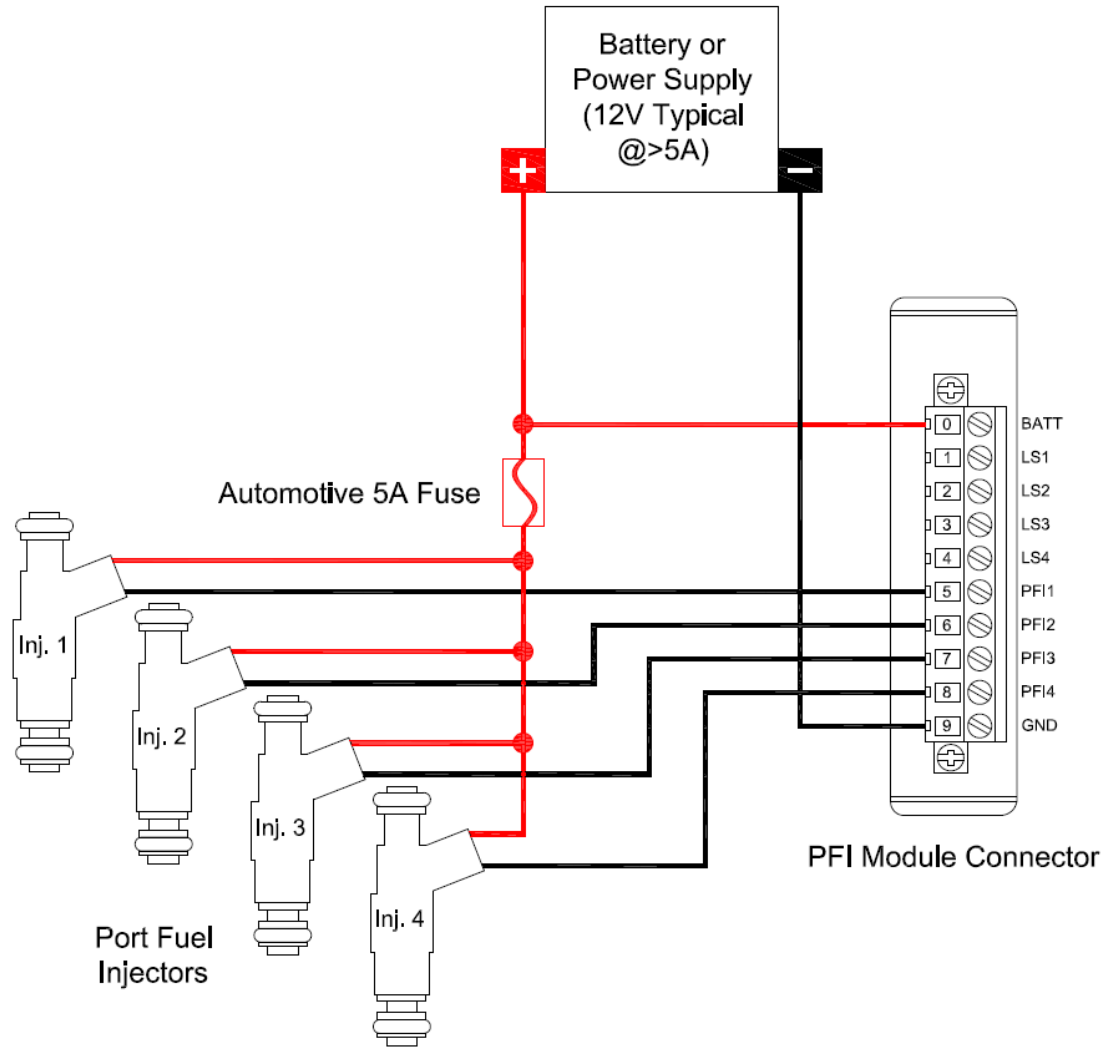 Battery or
Power Supply
(12V Typical
@>5A)
+
-
Automotive 5A Fuse
0 BATT
1 LS1
2 LS2
3 LS3
4 LS4
5 PFI1
6 PFI2
7 PFI3
8 PFI4
9 GND
Inj. 1
Inj. 2
Inj. 3
Inj. 4
PFI Module Connector
Port Fuel
Injectors